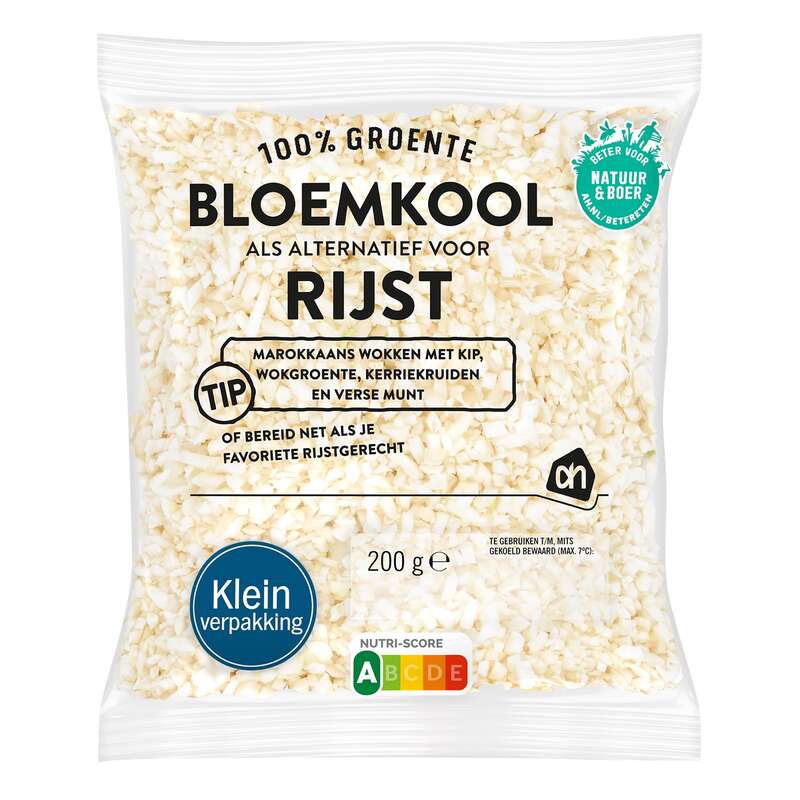 100% GROENTE
BETER VOOR
NATUUR
& BOER
AH.NL/BETERETEN
BLOEMKOOL
ALS ALTERNATIEF VOOR
RIJST
TIP
MAROKKAANS WOKKEN MET KIP,
WOKGROENTE, KERRIEKRUIDEN
EN VERSE MUNT
OF BEREID NET ALS JE
FAVORIETE RIJSTGERECHT
ah
TE GEBRUIKEN T/M, MITS
GEKOELD BEWAARD (MAX. 7°C):
200 g ℮
Klein
verpakking
NUTRI-SCORE
A B C D E